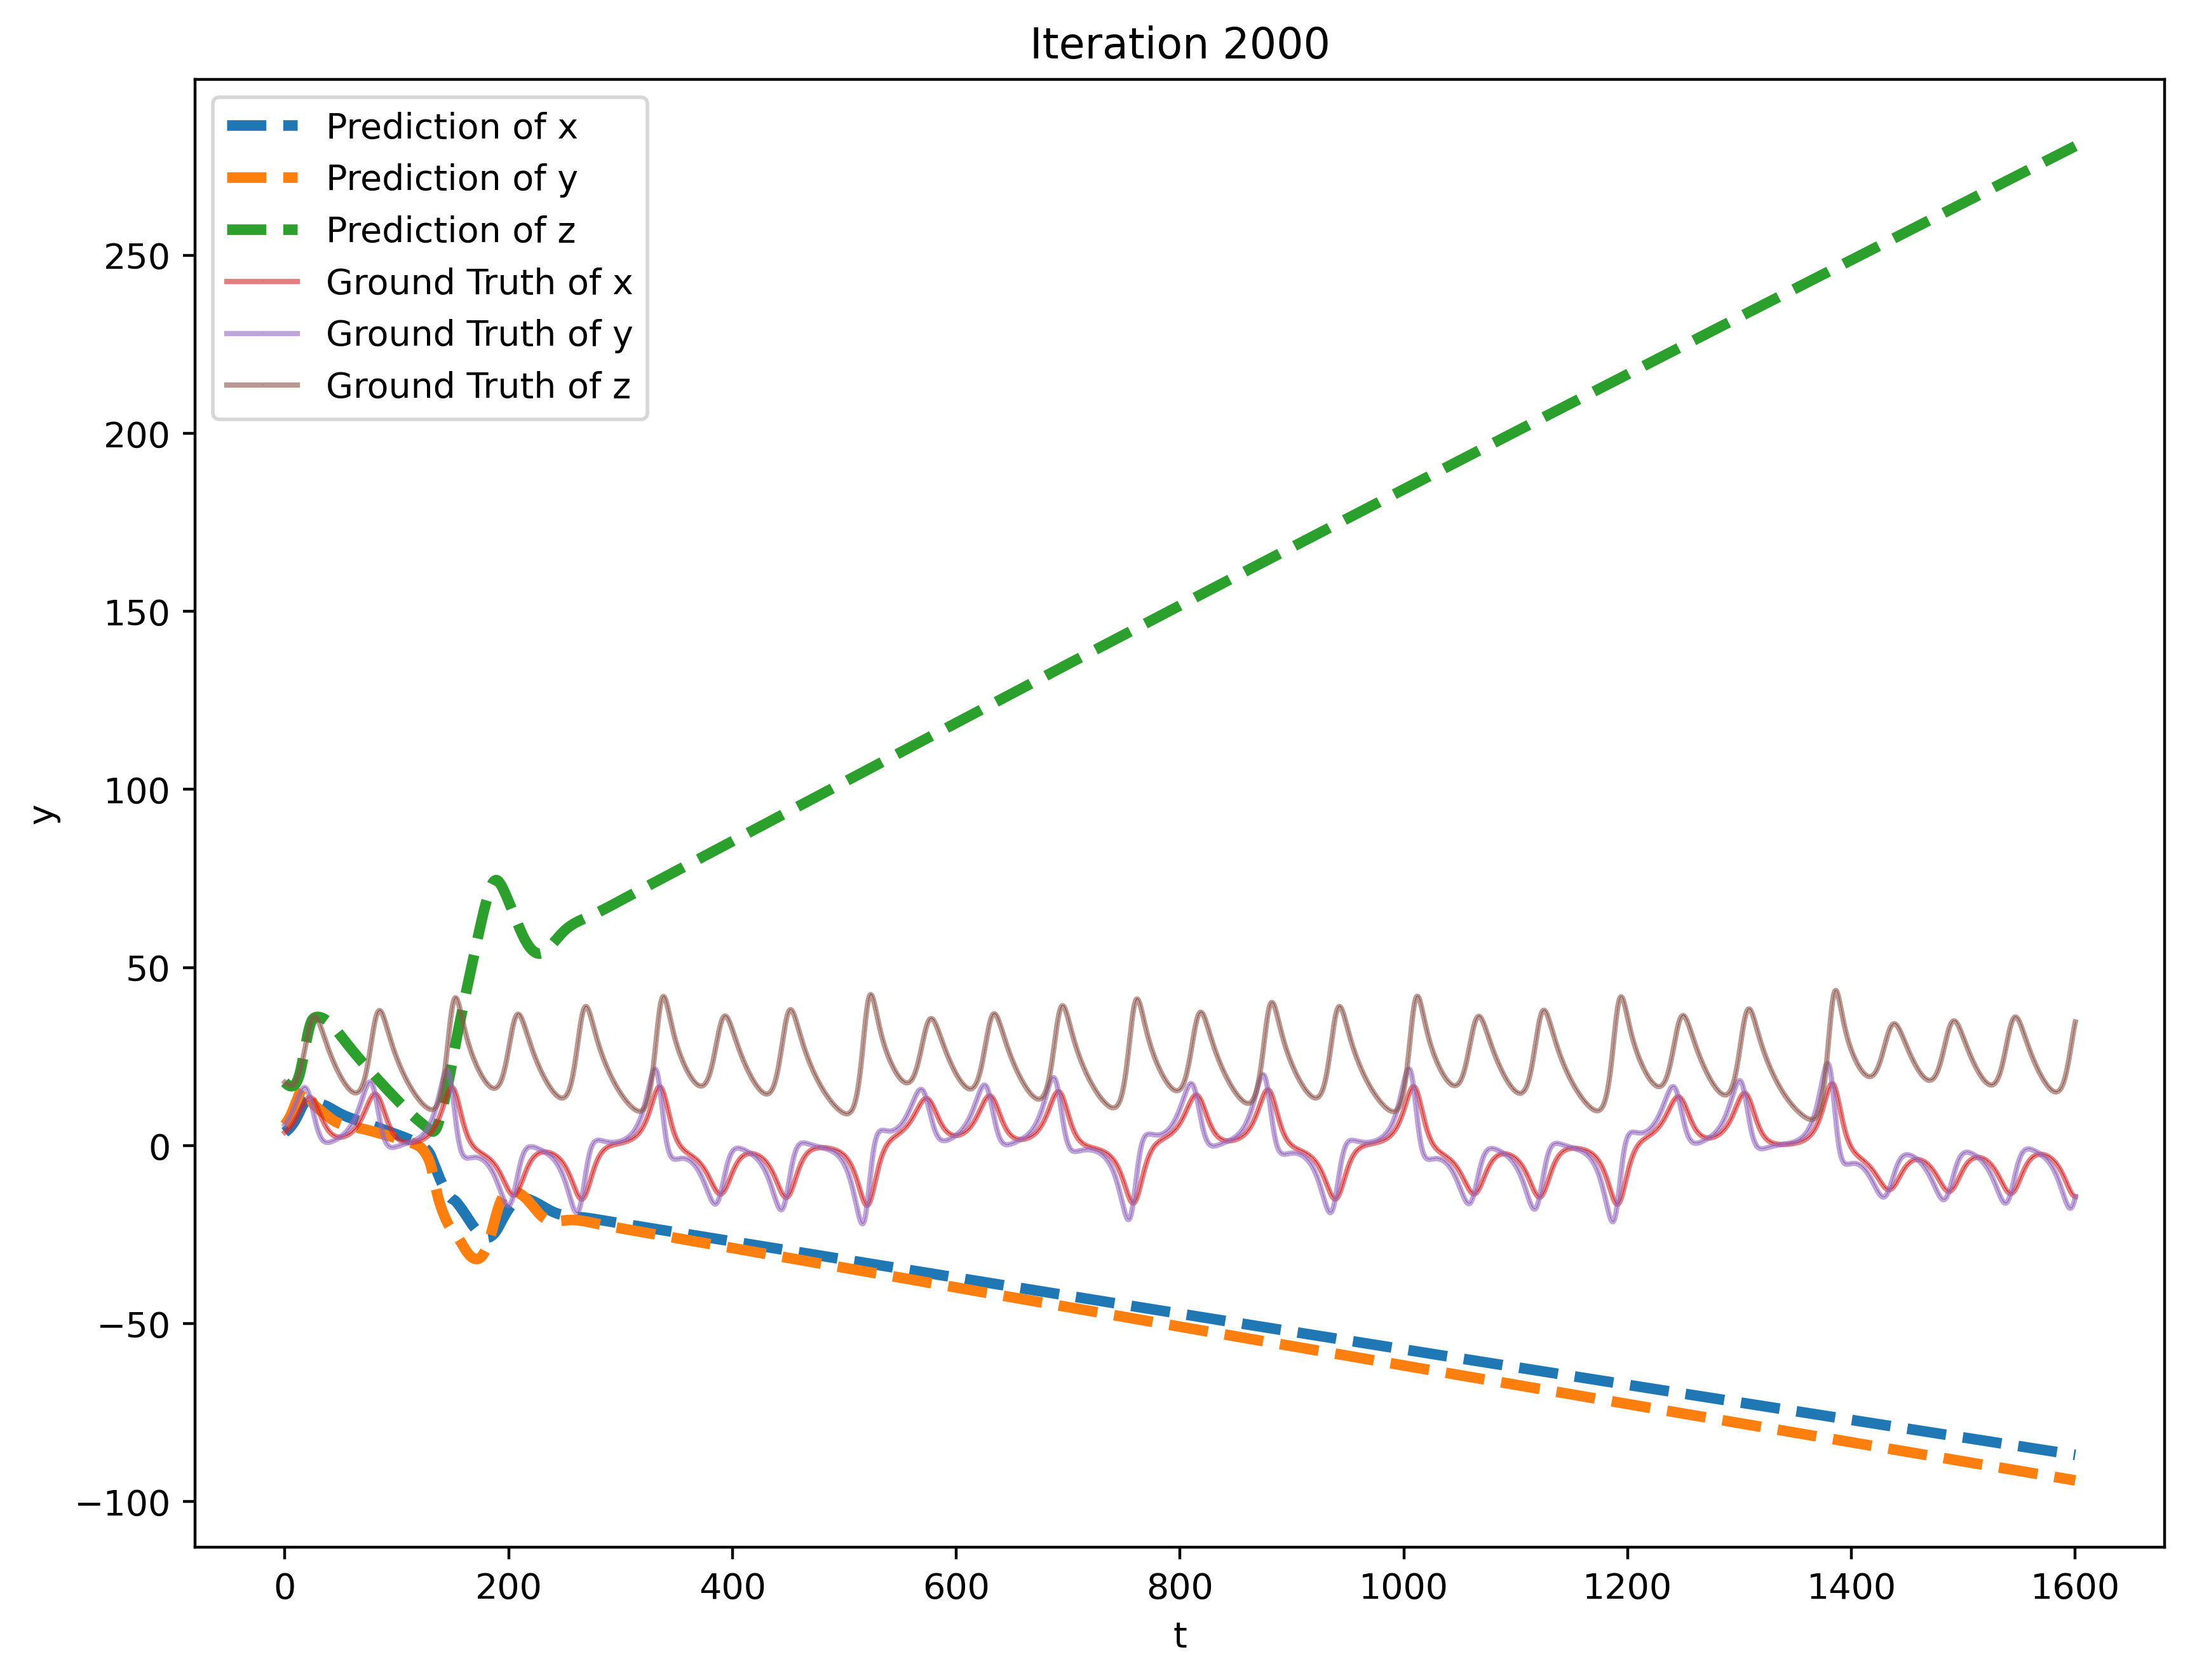 Iteration 2000
Prediction of x
Prediction of y
Prediction of z
Ground Truth of x
Ground Truth of y
Ground Truth of z
250
200
150
100
50
0
−50
−100
y
0 200 400 600 800 1000 1200 1400 1600
t